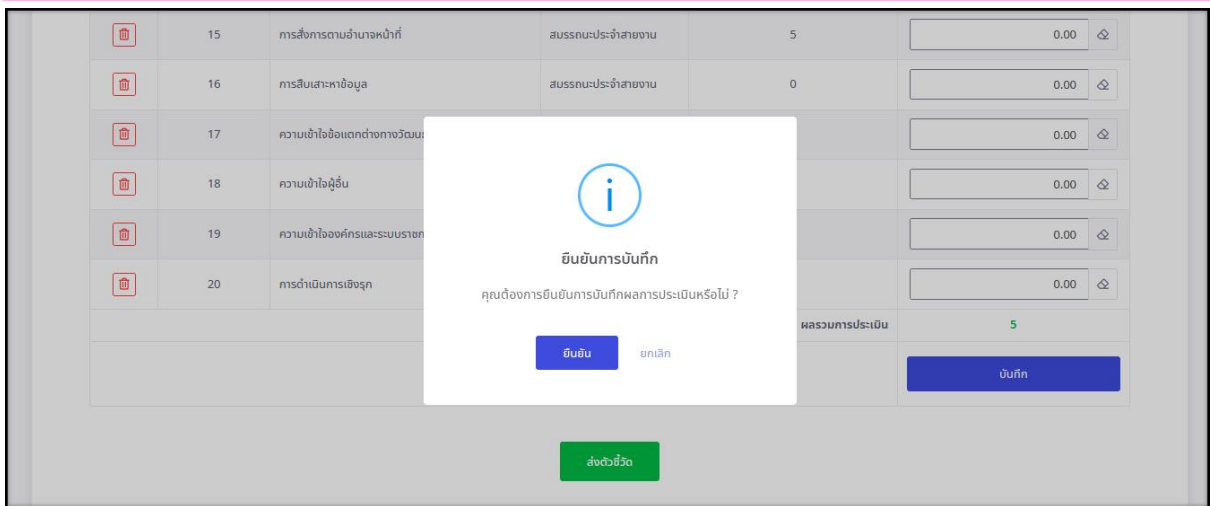 15 การสั่งการตามอำนาจหน้าที่ สมรรถนะประจำสายงาน 5 0.00
16 การสืบเสาะหาข้อมูล สมรรถนะประจำสายงาน 0 0.00
17 ความเข้าใจข้อแตกต่างทางวัฒน 0.00
18 ความเข้าใจผู้อื่น 0.00
19 ความเข้าใจองค์กรและระบบราชก 0.00
20 การดำเนินการเชิงรุก 0.00
ยืนยันการบันทึก
คุณต้องการยืนยันการบันทึกผลการประเมินหรือไม่ ?
ยืนยัน ยกเลิก
ผลรวมการประเมิน 5
บันทึก
ส่งตัวชี้วัด